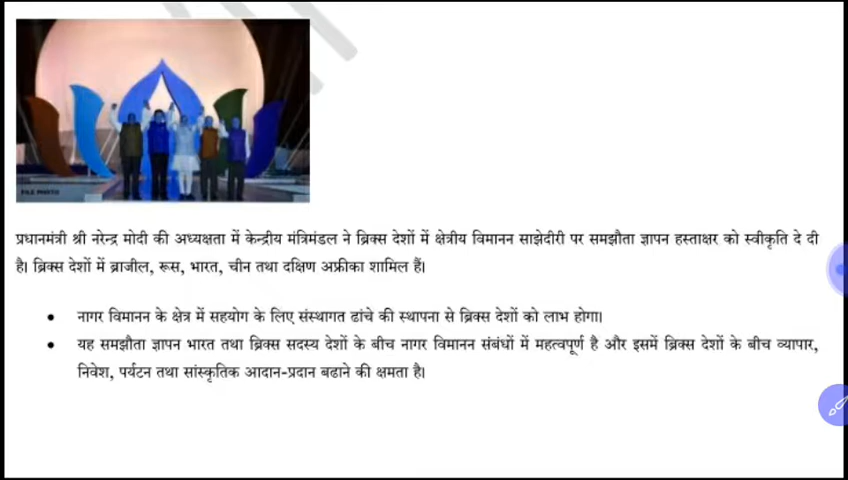 FILE PHOTO
प्रधानमंत्री श्री नरेन्द्र मोदी की अध्यक्षता में केन्द्रीय मंत्रिमंडल ने ब्रिक्स देशों में क्षेत्रीय विमानन साझेदीरी पर समझौता ज्ञापन हस्ताक्षर को स्वीकृति दे दी
है। ब्रिक्स देशों में ब्राजील, रूस, भारत, चीन तथा दक्षिण अफ्रीका शामिल हैं।
• नागर विमानन के क्षेत्र में सहयोग के लिए संस्थागत ढांचे की स्थापना से ब्रिक्स देशों को लाभ होगा।
• यह समझौता ज्ञापन भारत तथा ब्रिक्स सदस्य देशों के बीच नागर विमानन संबंधों में महत्वपूर्ण है और इसमें ब्रिक्स देशों के बीच व्यापार,
निवेश, पर्यटन तथा सांस्कृतिक आदान-प्रदान बढाने की क्षमता है।